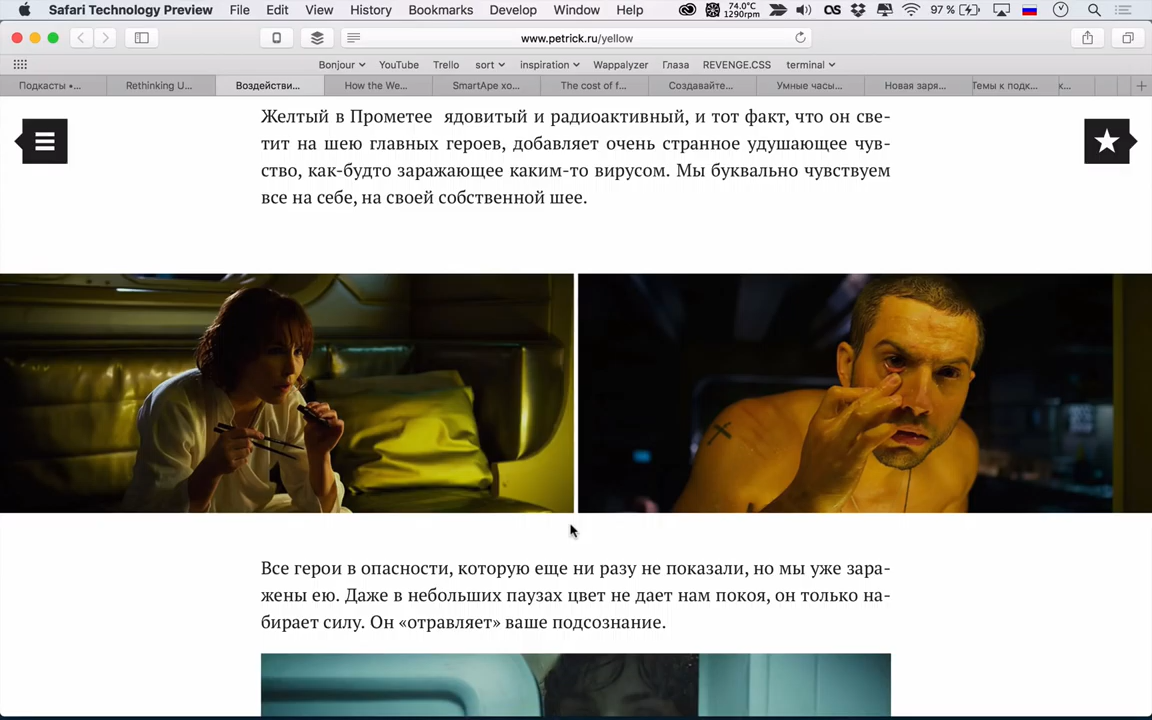 Safari Technology Preview File Edit View History Bookmarks Develop Window Help 74.0°C 1290rpm 97 %
www.petrick.ru/yellow
Bonjour YouTube Trello sort inspiration Wappalyzer Глаза REVENGE.CSS terminal
Подкасты •... Rethinking U... Воздействи... How the We... SmartApe хо... The cost of f... Создавайте... Умные часы... Новая заря... Темы к подк... к...
Желтый в Прометее ядовитый и радиоактивный, и тот факт, что он све-
тит на шею главных героев, добавляет очень странное удушающее чув-
ство, как-будто заражающее каким-то вирусом. Мы буквально чувствуем
все на себе, на своей собственной шее.
Все герои в опасности, которую еще ни разу не показали, но мы уже зара-
жены ею. Даже в небольших паузах цвет не дает нам покоя, он только на-
бирает силу. Он «отравляет» ваше подсознание.